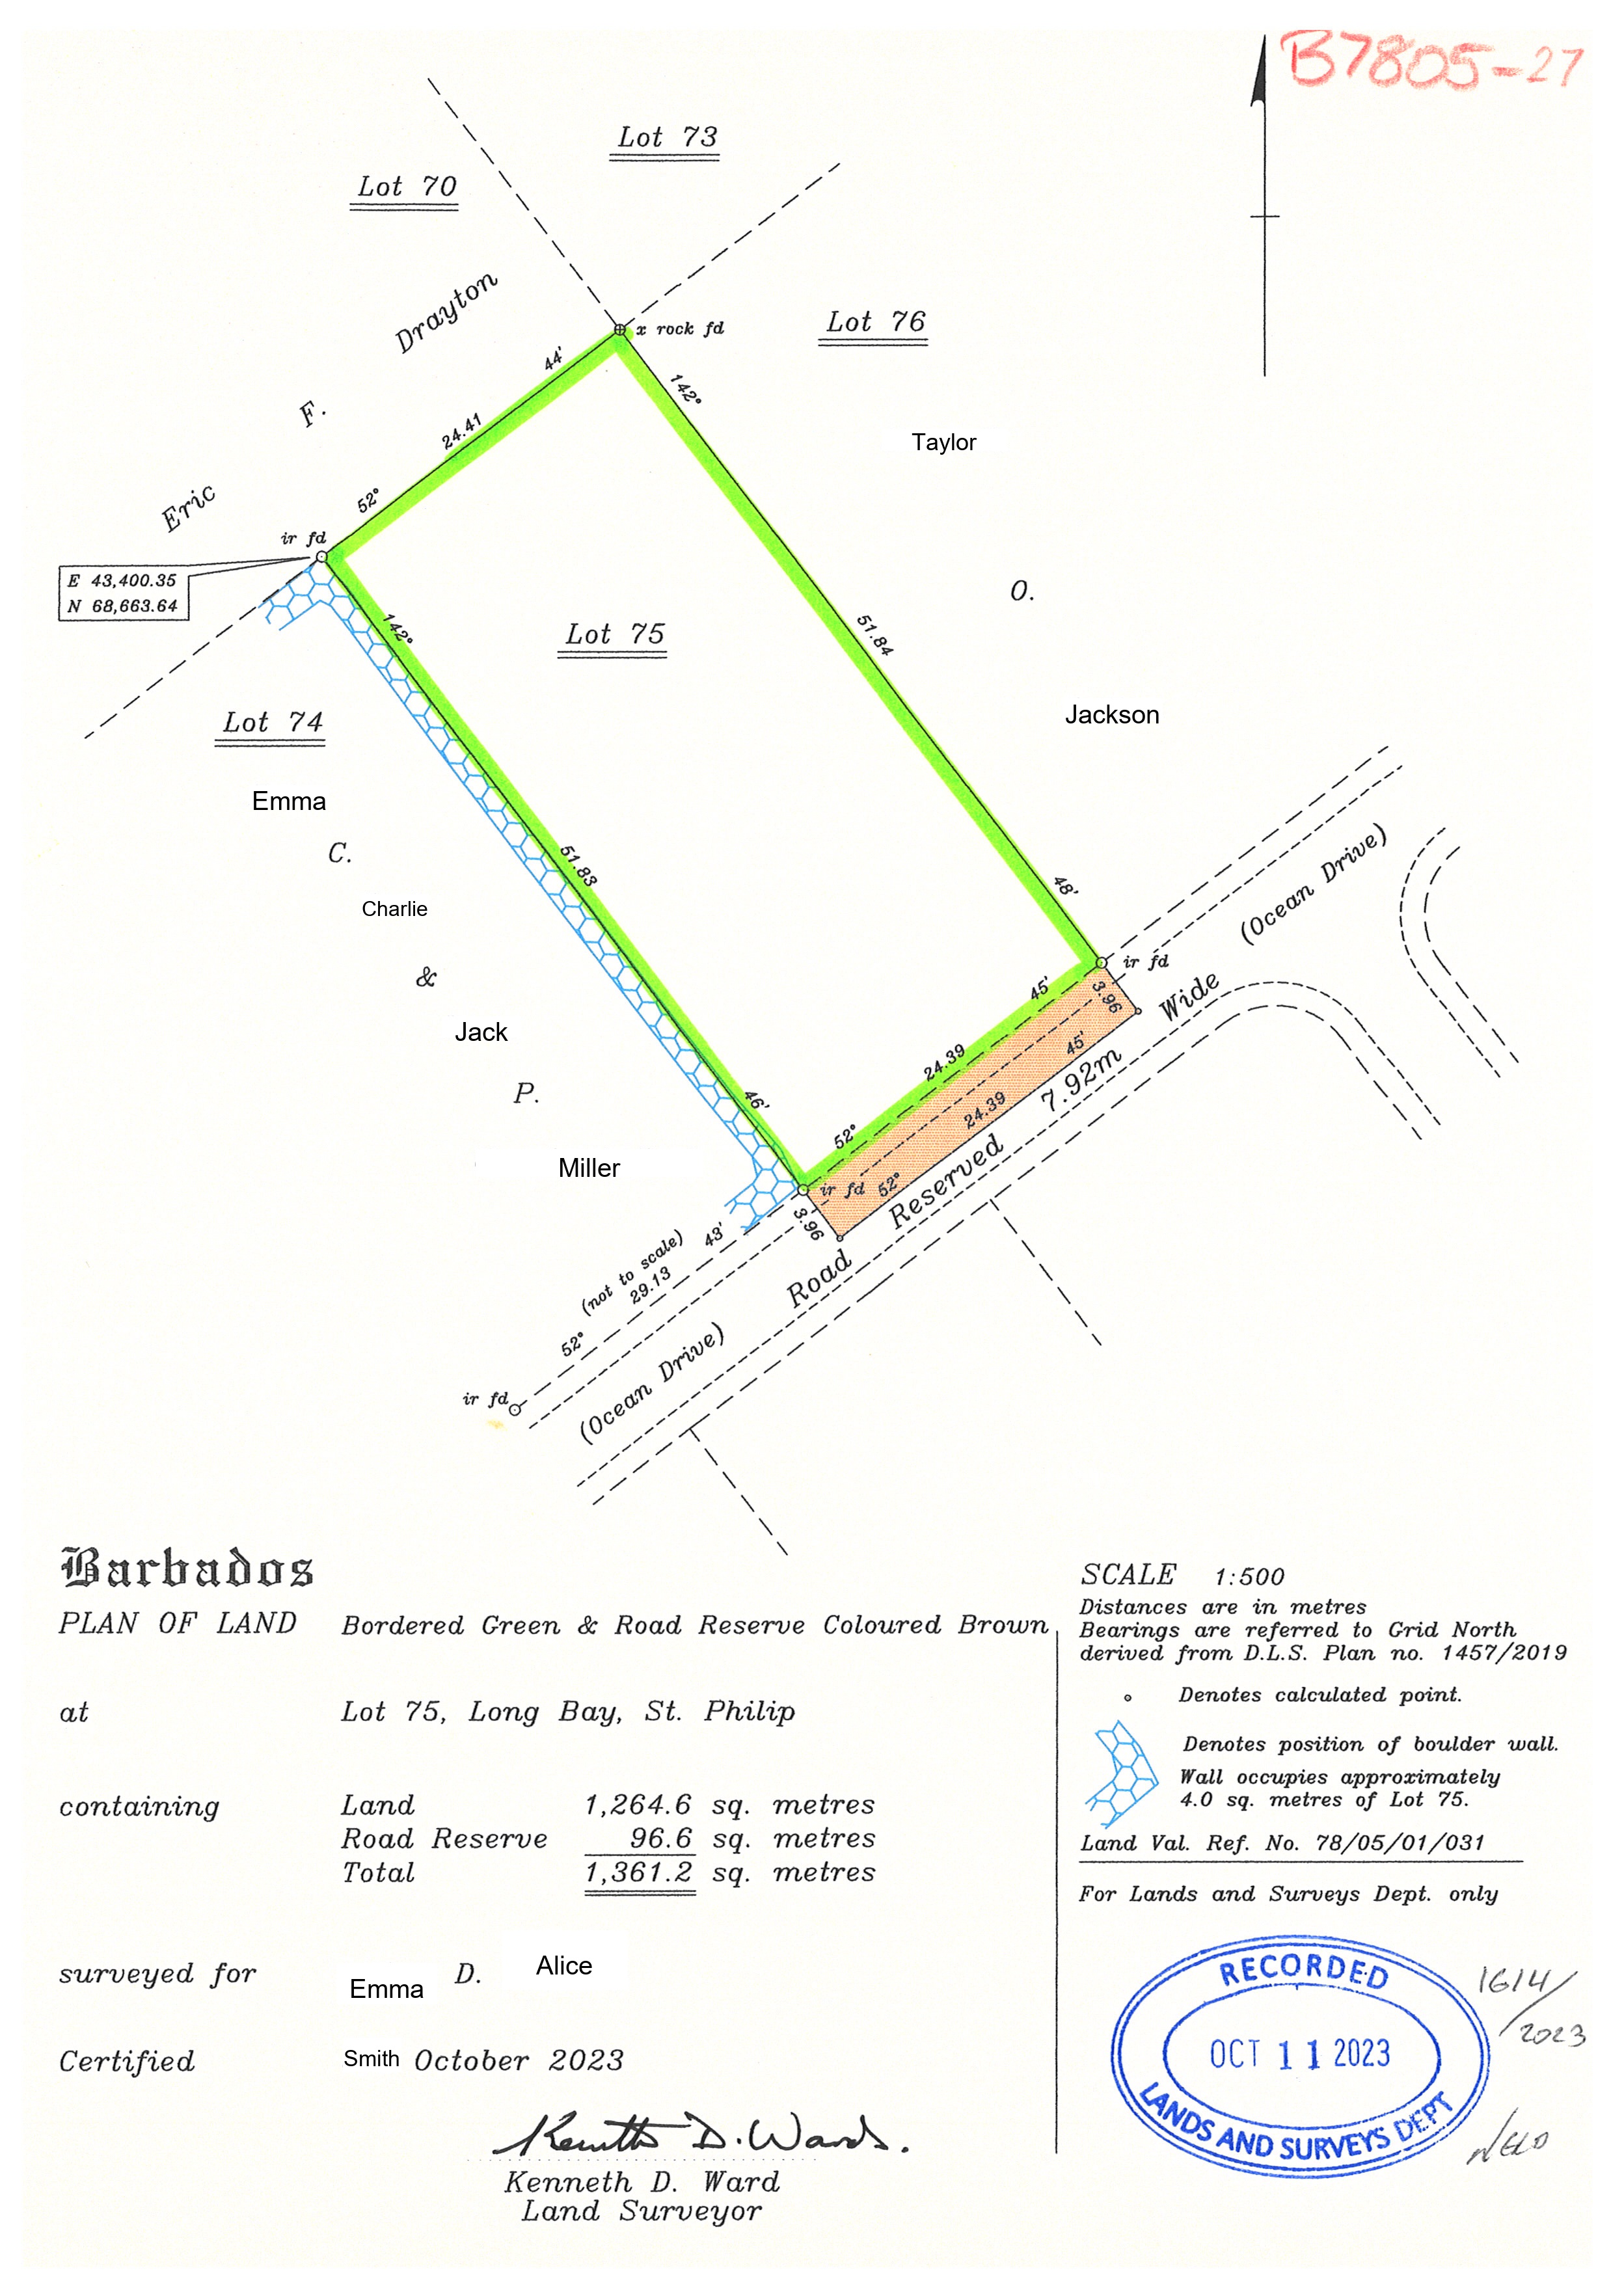 B7805-27
Lot 73
Lot 70
Drayton
x rock fd
Lot 76
44'
142°
F.
24.41
Taylor
Eric
52°
ir fd
E 43,400.35
N 68,663.64
O.
142°
Lot 75
51.84
Lot 74
Jackson
Emma
C.
51.83
Charlie
48'
(Ocean Drive)
&
ir fd
45'
3.96
Wide
Jack
24.39
45'
7.92m
P.
46'
24.39
52°
Miller
ir fd
52°
Reserved
3.96
43'
(not to scale)
29.13
Road
52°
(Ocean Drive)
ir fd
Barbados
PLAN OF LAND Bordered Green & Road Reserve Coloured Brown
at Lot 75, Long Bay, St. Philip
containing Land 1,264.6 sq. metres
Road Reserve 96.6 sq. metres
Total 1,361.2 sq. metres
surveyed for Emma D. Alice
Certified Smith October 2023
Kenneth D. Ward.
Kenneth D. Ward
Land Surveyor
SCALE 1:500
Distances are in metres
Bearings are referred to Grid North
derived from D.L.S. Plan no. 1457/2019
Denotes calculated point.
Denotes position of boulder wall.
Wall occupies approximately
4.0 sq. metres of Lot 75.
Land Val. Ref. No. 78/05/01/031
For Lands and Surveys Dept. only
RECORDED
OCT 11 2023
LANDS AND SURVEYS DEPT
1614/
2023